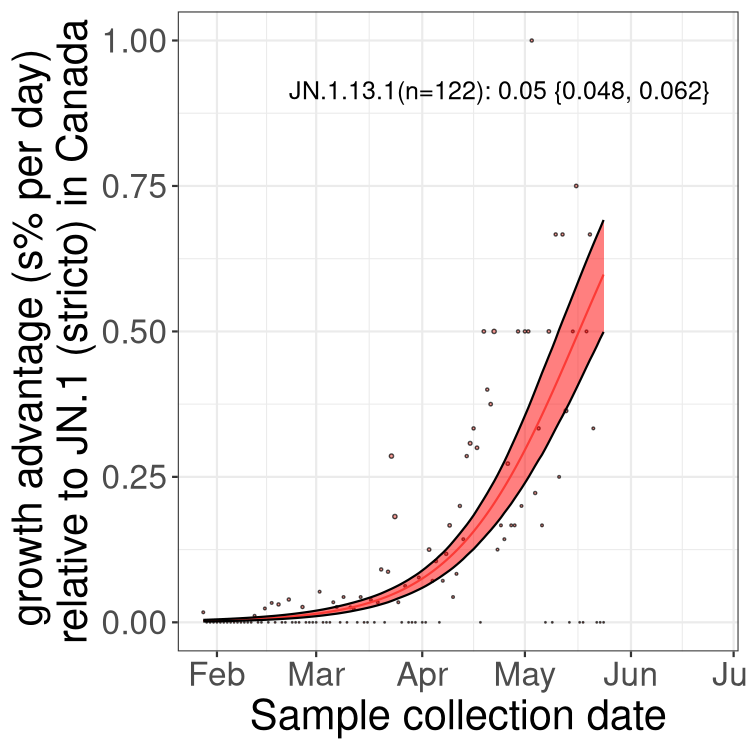 growth advantage (s% per day)
relative to JN.1 (stricto) in Canada
1.00
JN.1.13.1(n=122): 0.05 {0.048, 0.062}
0.75
0.50
0.25
0.00
Feb Mar Apr May Jun Ju
Sample collection date